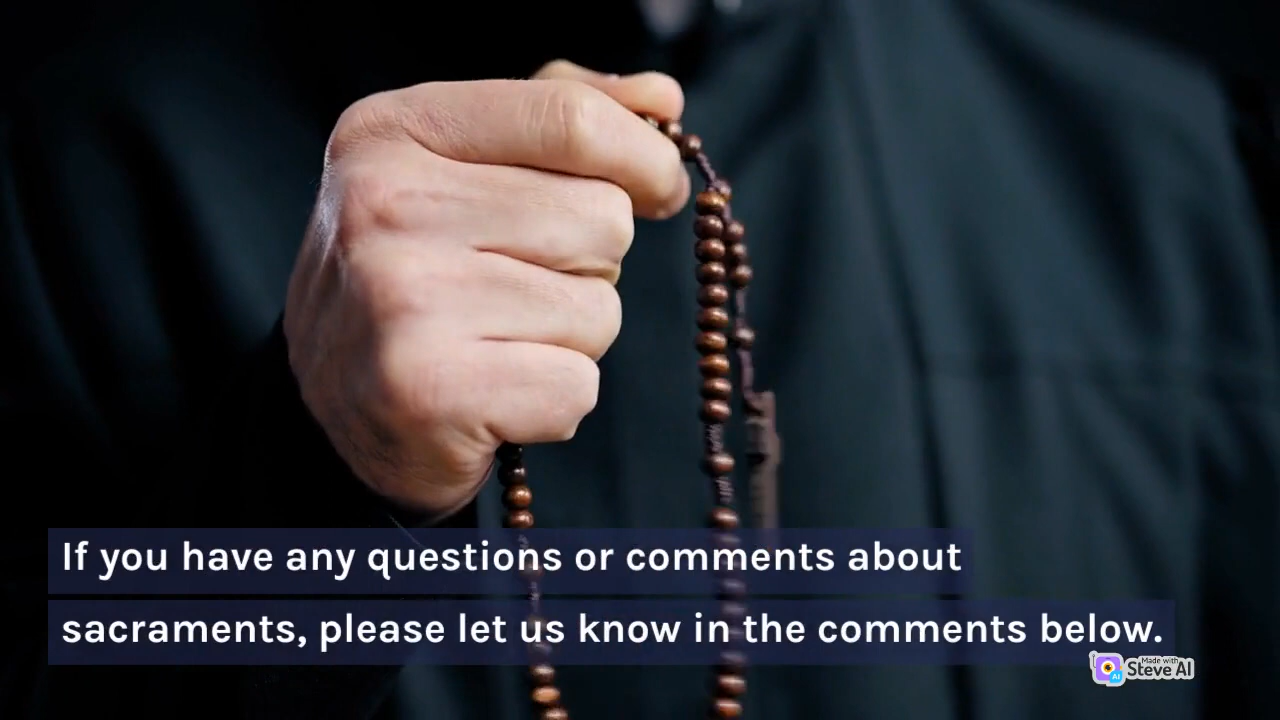 If you have any questions or comments about
sacraments, please let us know in the comments below.
Made with
Steve AI
AI